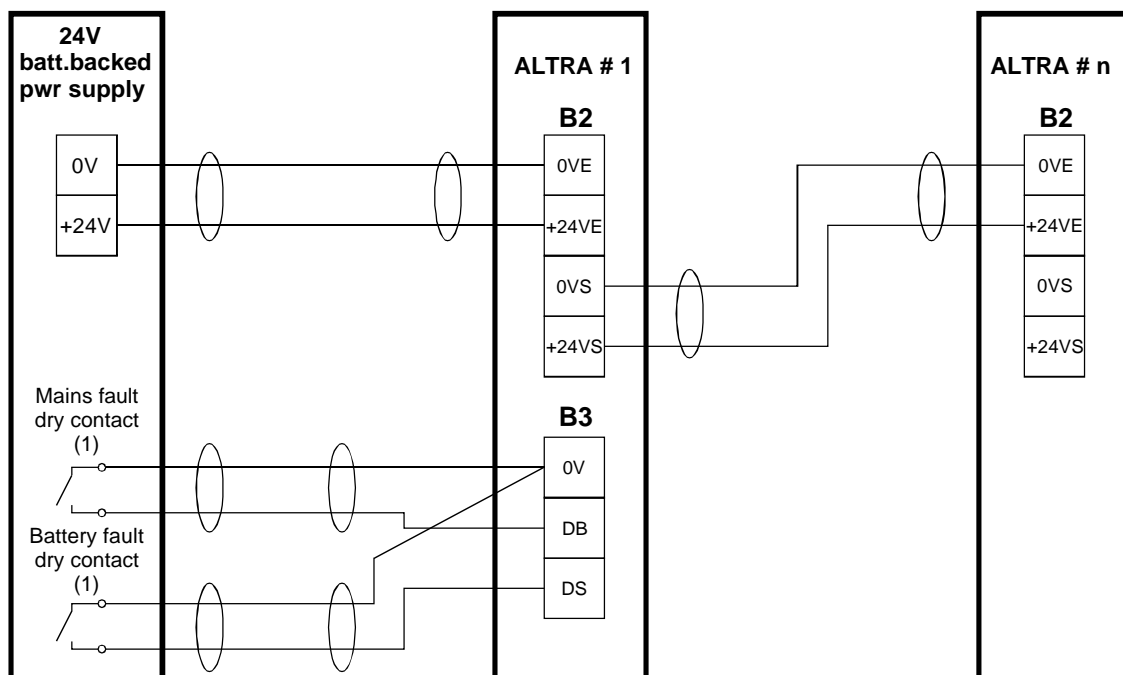 24V
batt.backed
pwr supply
0V
+24V
Mains fault
dry contact
(1)
Battery fault
dry contact
(1)
ALTRA # 1
B2
0VE
+24VE
0VS
+24VS
B3
0V
DB
DS
ALTRA # n
B2
0VE
+24VE
0VS
+24VS